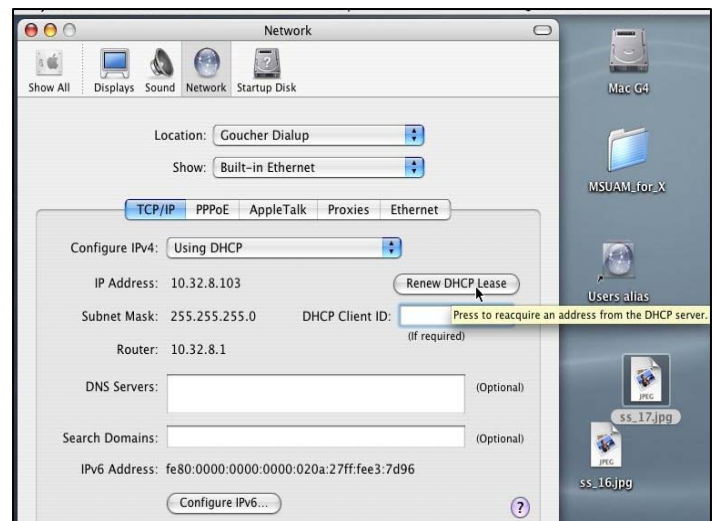 Network
Show All Displays Sound Network Startup Disk
Mac G4
Location: Goucher Dialup
Show: Built-in Ethernet
MSUAM_for_X
TCP/IP PPPoE AppleTalk Proxies Ethernet
Configure IPv4: Using DHCP
IP Address: 10.32.8.103 Renew DHCP Lease
Users alias
Subnet Mask: 255.255.255.0 DHCP Client ID:
Press to reacquire an address from the DHCP server.
(If required)
Router: 10.32.8.1
DNS Servers: (Optional)
JPEG
ss_17.jpg
Search Domains: (Optional)
JPEG
ss_16.jpg
IPv6 Address: fe80:0000:0000:0000:020a:27ff:fee3:7d96
Configure IPv6... ?